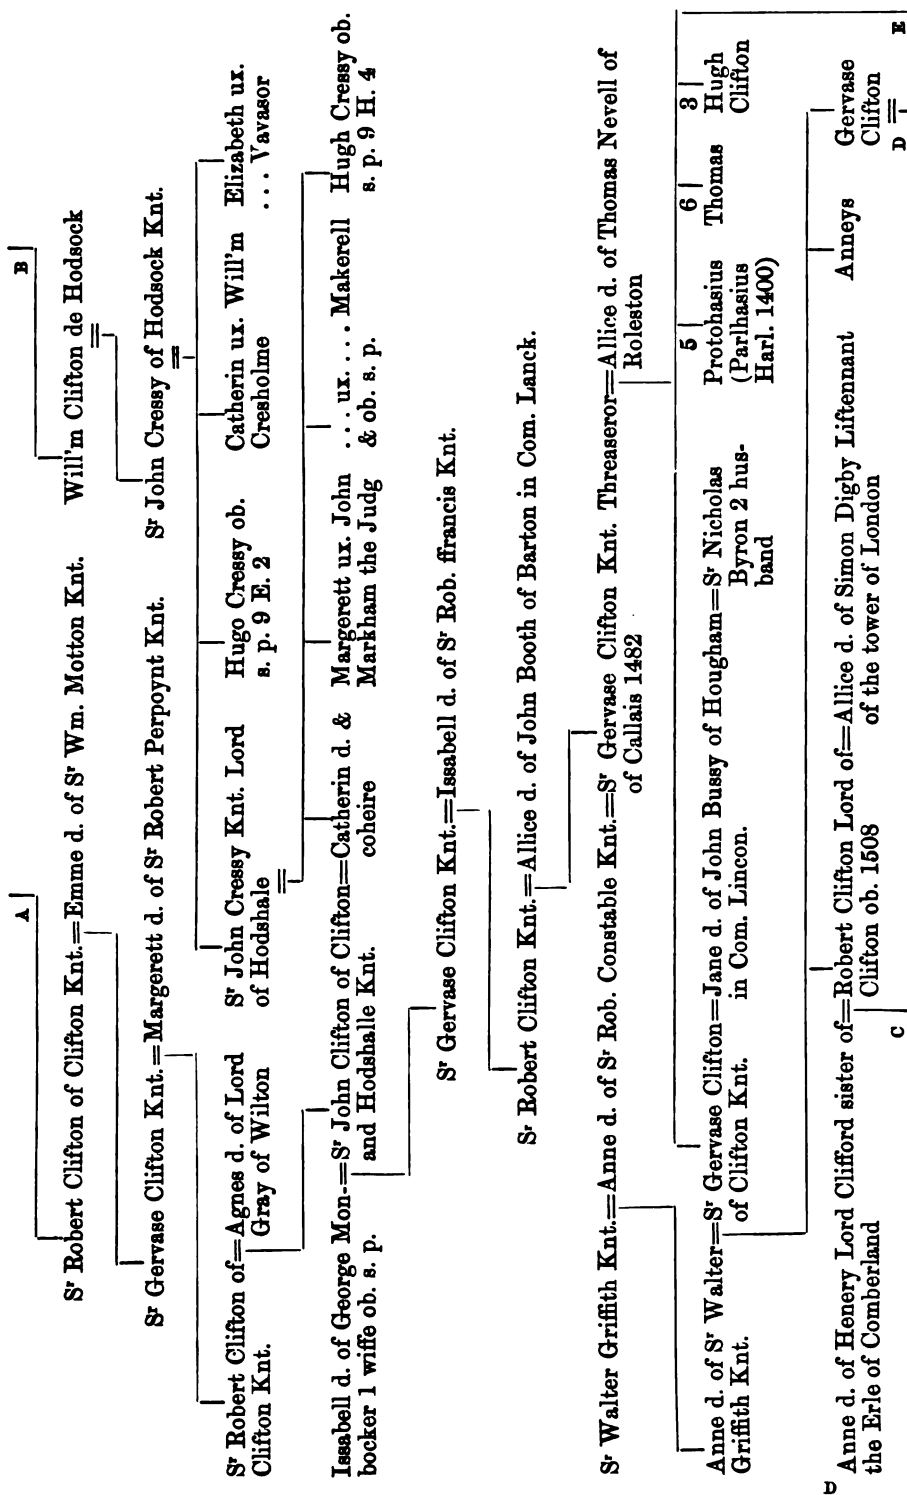 A
B
Sʳ Robert Clifton of Clifton Knt.=Emme d. of Sʳ Wm. Motton Knt.
Will'm Clifton de Hodsock
Sʳ Gervase Clifton Knt.=Margerett d. of Sʳ Robert Perpoynt Knt.
Sʳ John Cressy of Hodsock Knt.
Sʳ Robert Clifton of=Agnes d. of Lord
Clifton Knt.
Gray of Wilton
Sʳ John Cressy Knt. Lord
of Hodshale
Hugo Cressy ob.
s. p. 9 E. 2
Catherin ux. Will'm
Cresholme
Elizabeth ux.
... Vavasor
Issabell d. of George Mon-=Sʳ John Clifton of Clifton=Catherin d. &
bocker 1 wiffe ob. s. p.
and Hodshalle Knt.
coheire
Margerett ux. John
Markham the Judg
... ux. ... Makerell
& ob. s. p.
Hugh Cressy ob.
s. p. 9 H. 4
Sʳ Gervase Clifton Knt.=Issabell d. of Sʳ Rob. ffrancis Knt.
Sʳ Robert Clifton Knt.=Allice d. of John Booth of Barton in Com. Lanck.
Sʳ Walter Griffith Knt.=Anne d. of Sʳ Rob. Constable Knt.=Sʳ Gervase Clifton Knt. Threaseror=Allice d. of Thomas Nevell of
of Callais 1482
Roleston
5
6
3
Anne d. of Sʳ Walter=Sʳ Gervase Clifton=Jane d. of John Bussy of Hougham=Sʳ Nicholas
Griffith Knt.
of Clifton Knt.
in Com. Lincon.
Byron 2 hus-
band
Protohasius
(Parlhasius
Harl. 1400)
Thomas
Hugh
Clifton
E
D
Anne d. of Henery Lord Clifford sister of=Robert Clifton Lord of=Allice d. of Simon Digby Liftennant
the Erle of Comberland
Clifton ob. 1508
of the tower of London
Anneys
Gervase
Clifton
C
D